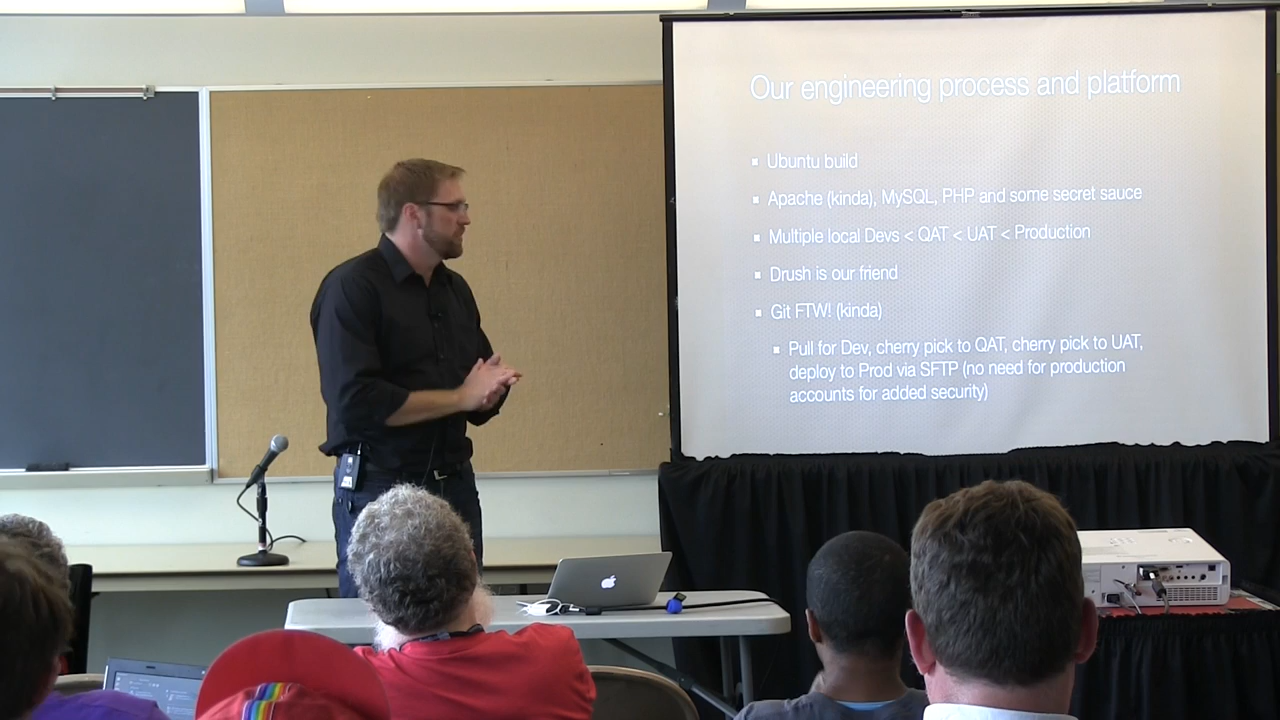 Our engineering process and platform
Ubuntu build
Apache (kinda), MySQL, PHP and some secret sauce
Multiple local Devs < QAT < UAT < Production
Drush is our friend
Git FTW! (kinda)
Pull for Dev, cherry pick to QAT, cherry pick to UAT,
deploy to Prod via SFTP (no need for production
accounts for added security)